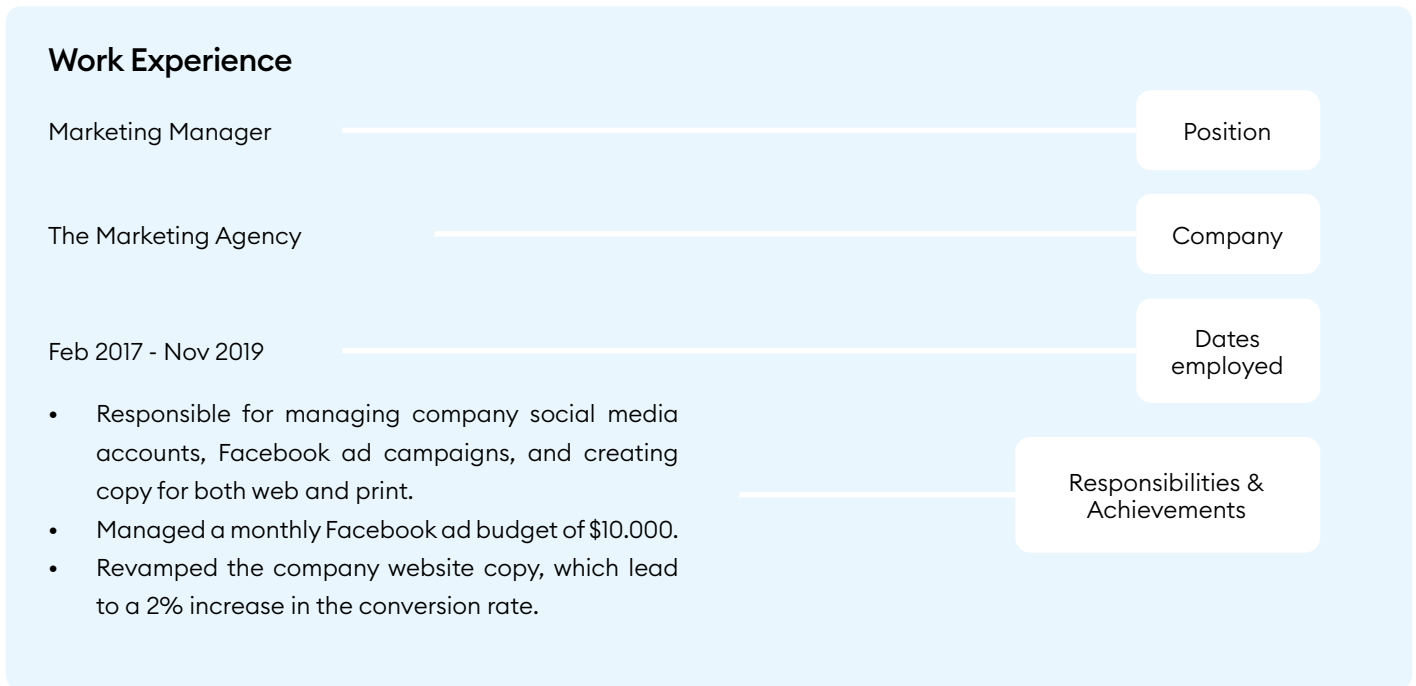 Work Experience
Marketing Manager
Position
The Marketing Agency
Company
Feb 2017 - Nov 2019
Dates
employed
• Responsible for managing company social media
accounts, Facebook ad campaigns, and creating
copy for both web and print.
• Managed a monthly Facebook ad budget of $10.000.
• Revamped the company website copy, which lead
to a 2% increase in the conversion rate.
Responsibilities &
Achievements